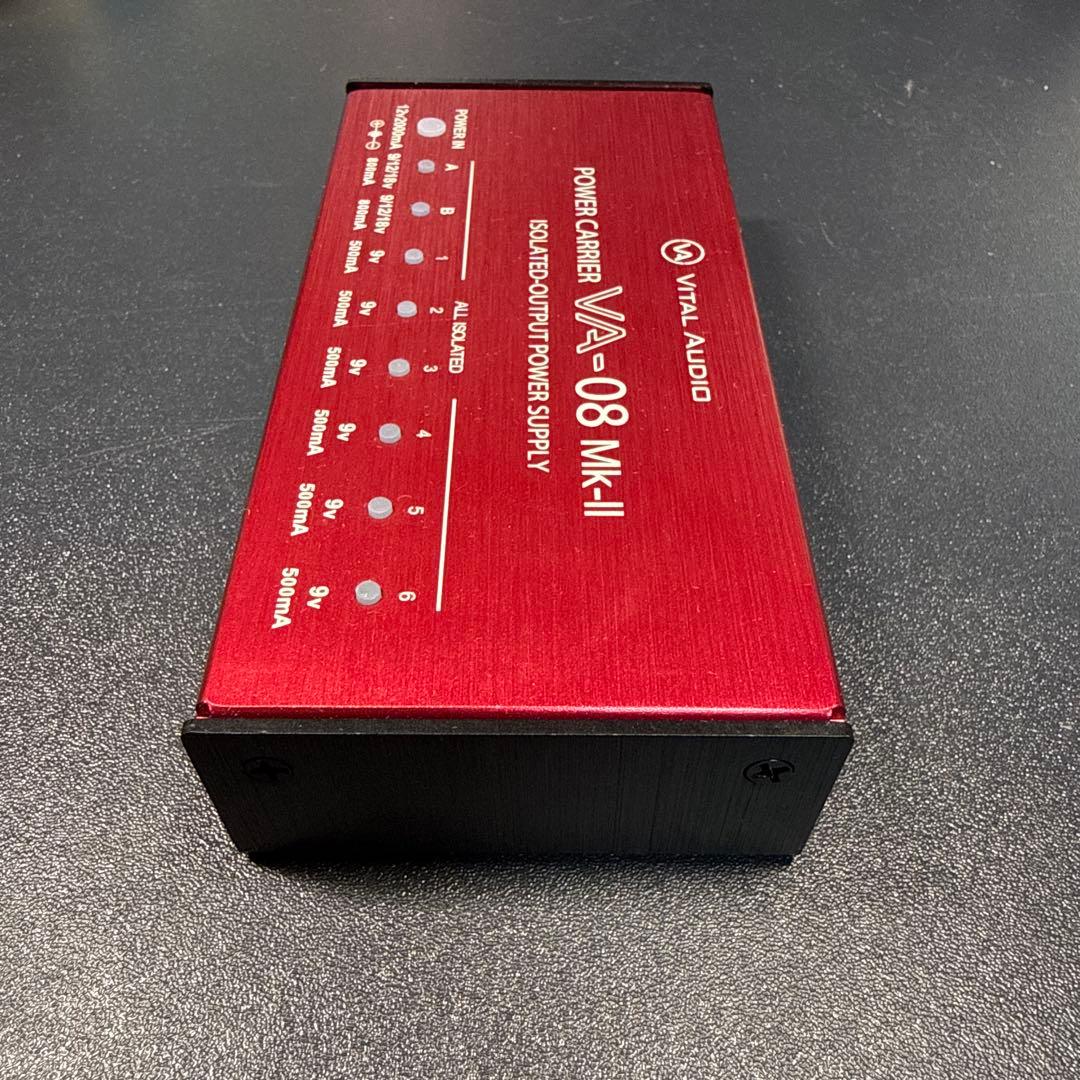 VA VITAL AUDIO
POWER CARRIER VA-08 Mk-II
ISOLATED-OUTPUT POWER SUPPLY
ALL ISOLATED
POWER IN A B 1 2 3 4 5 6
12v2000mA 9/12/18v 9/12/18v 9v 9v 9v 9v 9v 9v
800mA 800mA 500mA 500mA 500mA 500mA 500mA 500mA